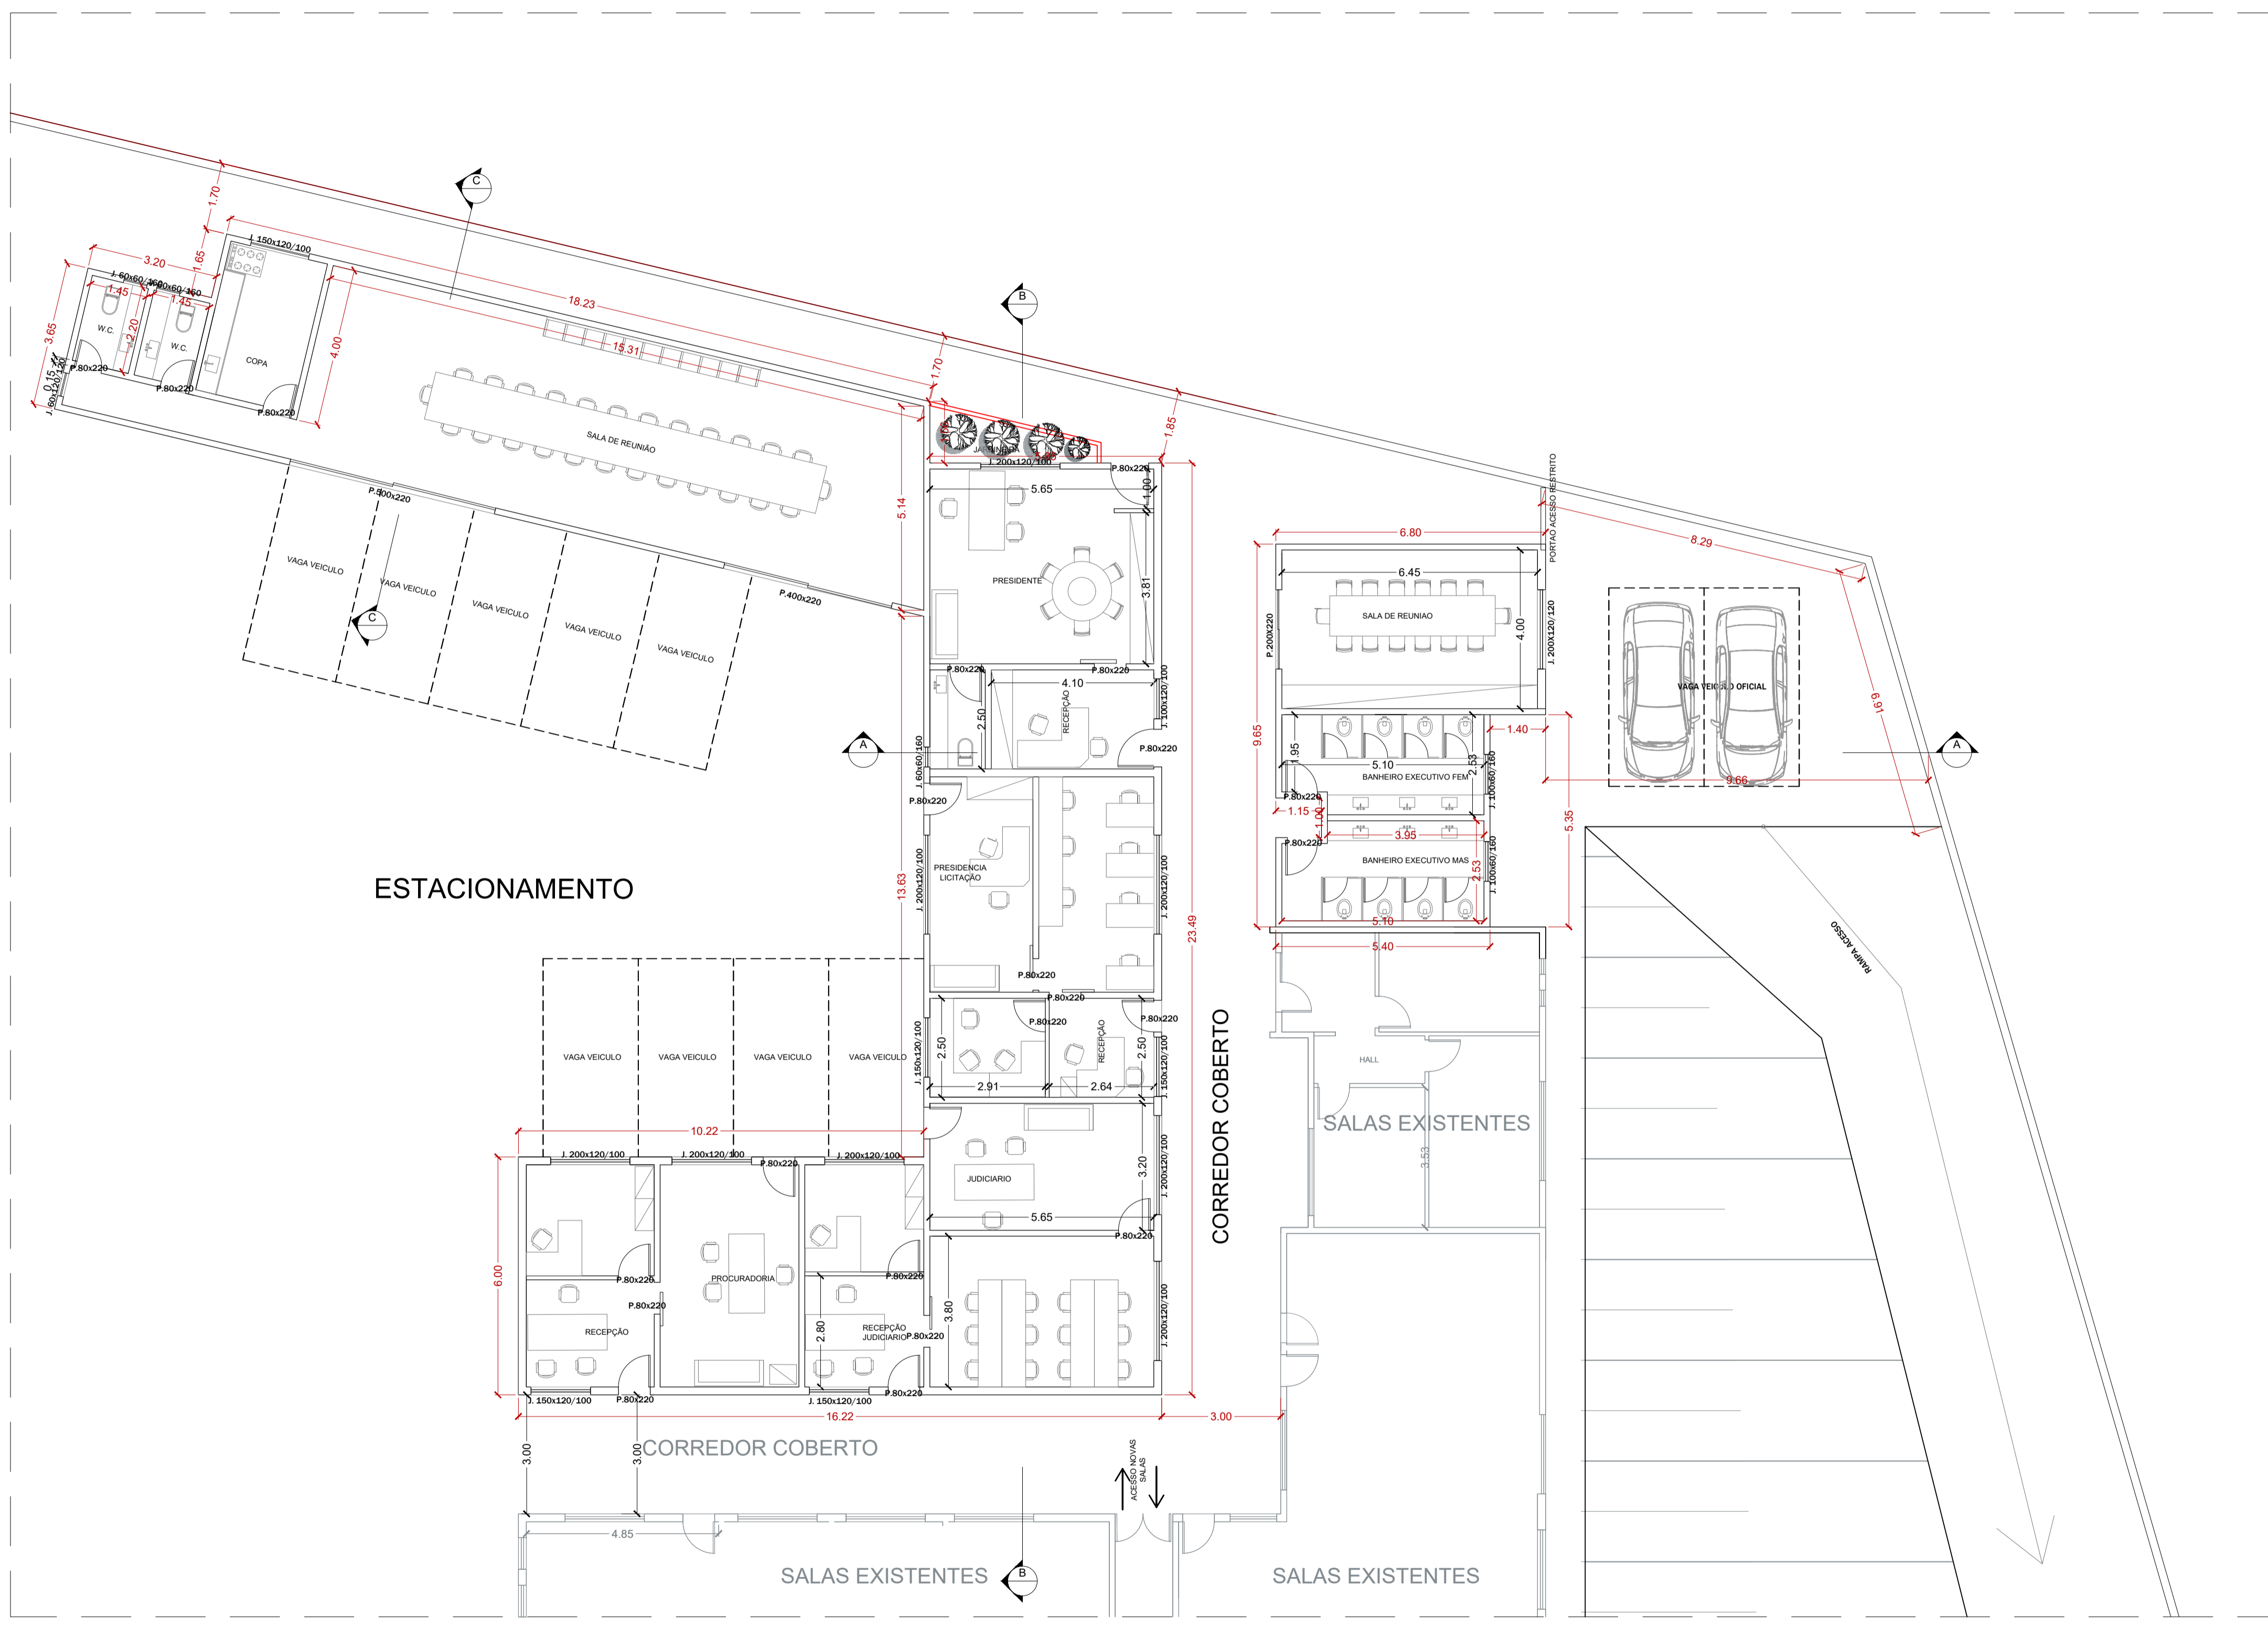 C
1.70
3.20
1.65
J. 150x120/100
J. 60x60/160
1.45
1.45
3.65
W.C.
2.20
W.C.
COPA
4.00
P.80x220
P.80x220
P.80x220
0.15
J. 60x120/120
18.23
15.31
SALA DE REUNIÃO
B
1.70
1.85
J. 200x120/100
P.80x220
5.65
1.00
5.14
PRESIDENTE
3.81
P.500x220
P.400x220
VAGA VEICULO
VAGA VEICULO
VAGA VEICULO
VAGA VEICULO
VAGA VEICULO
C
PORTÃO ACESSO RESTRITO
6.80
8.29
6.45
SALA DE REUNIAO
4.00
P.200X220
J. 200X120/120
VAGA VEICULO OFICIAL
6.91
P.80x220
P.80x220
4.10
2.50
RECEPÇÃO
J. 100x120/100
P.80x220
A
J. 60x60/160
P.80x220
9.65
1.40
1.95
5.10
2.53
BANHEIRO EXECUTIVO FEM
J. 100x60/160
P.80x220
1.15
1.00
3.95
P.80x220
BANHEIRO EXECUTIVO MAS
2.53
J. 100x60/160
5.10
5.40
5.35
9.66
A
RAMPA ACESSO
ESTACIONAMENTO
13.63
J. 200x120/100
PRESIDENCIA
LICITAÇÃO
J. 200x120/100
23.49
P.80x220
P.80x220
P.80x220
P.80x220
J. 150x120/100
2.50
2.91
RECEPÇÃO
2.64
2.50
J. 150x120/100
CORREDOR COBERTO
HALL
SALAS EXISTENTES
3.53
VAGA VEICULO
VAGA VEICULO
VAGA VEICULO
VAGA VEICULO
10.22
J. 200x120/100
J. 200x120/100
P.80x220
J. 200x120/100
JUDICIARIO
3.20
J. 200x120/100
5.65
P.80x220
6.00
P.80x220
PROCURADORIA
P.80x220
P.80x220
RECEPÇÃO
2.80
RECEPÇÃO
JUDICIARIO
P.80x220
3.80
J. 200x120/100
J. 150x120/100
P.80x220
J. 150x120/100
P.80x220
16.22
3.00
3.00
3.00
CORREDOR COBERTO
ACESSO NOVAS
SALAS
4.85
SALAS EXISTENTES
B
SALAS EXISTENTES